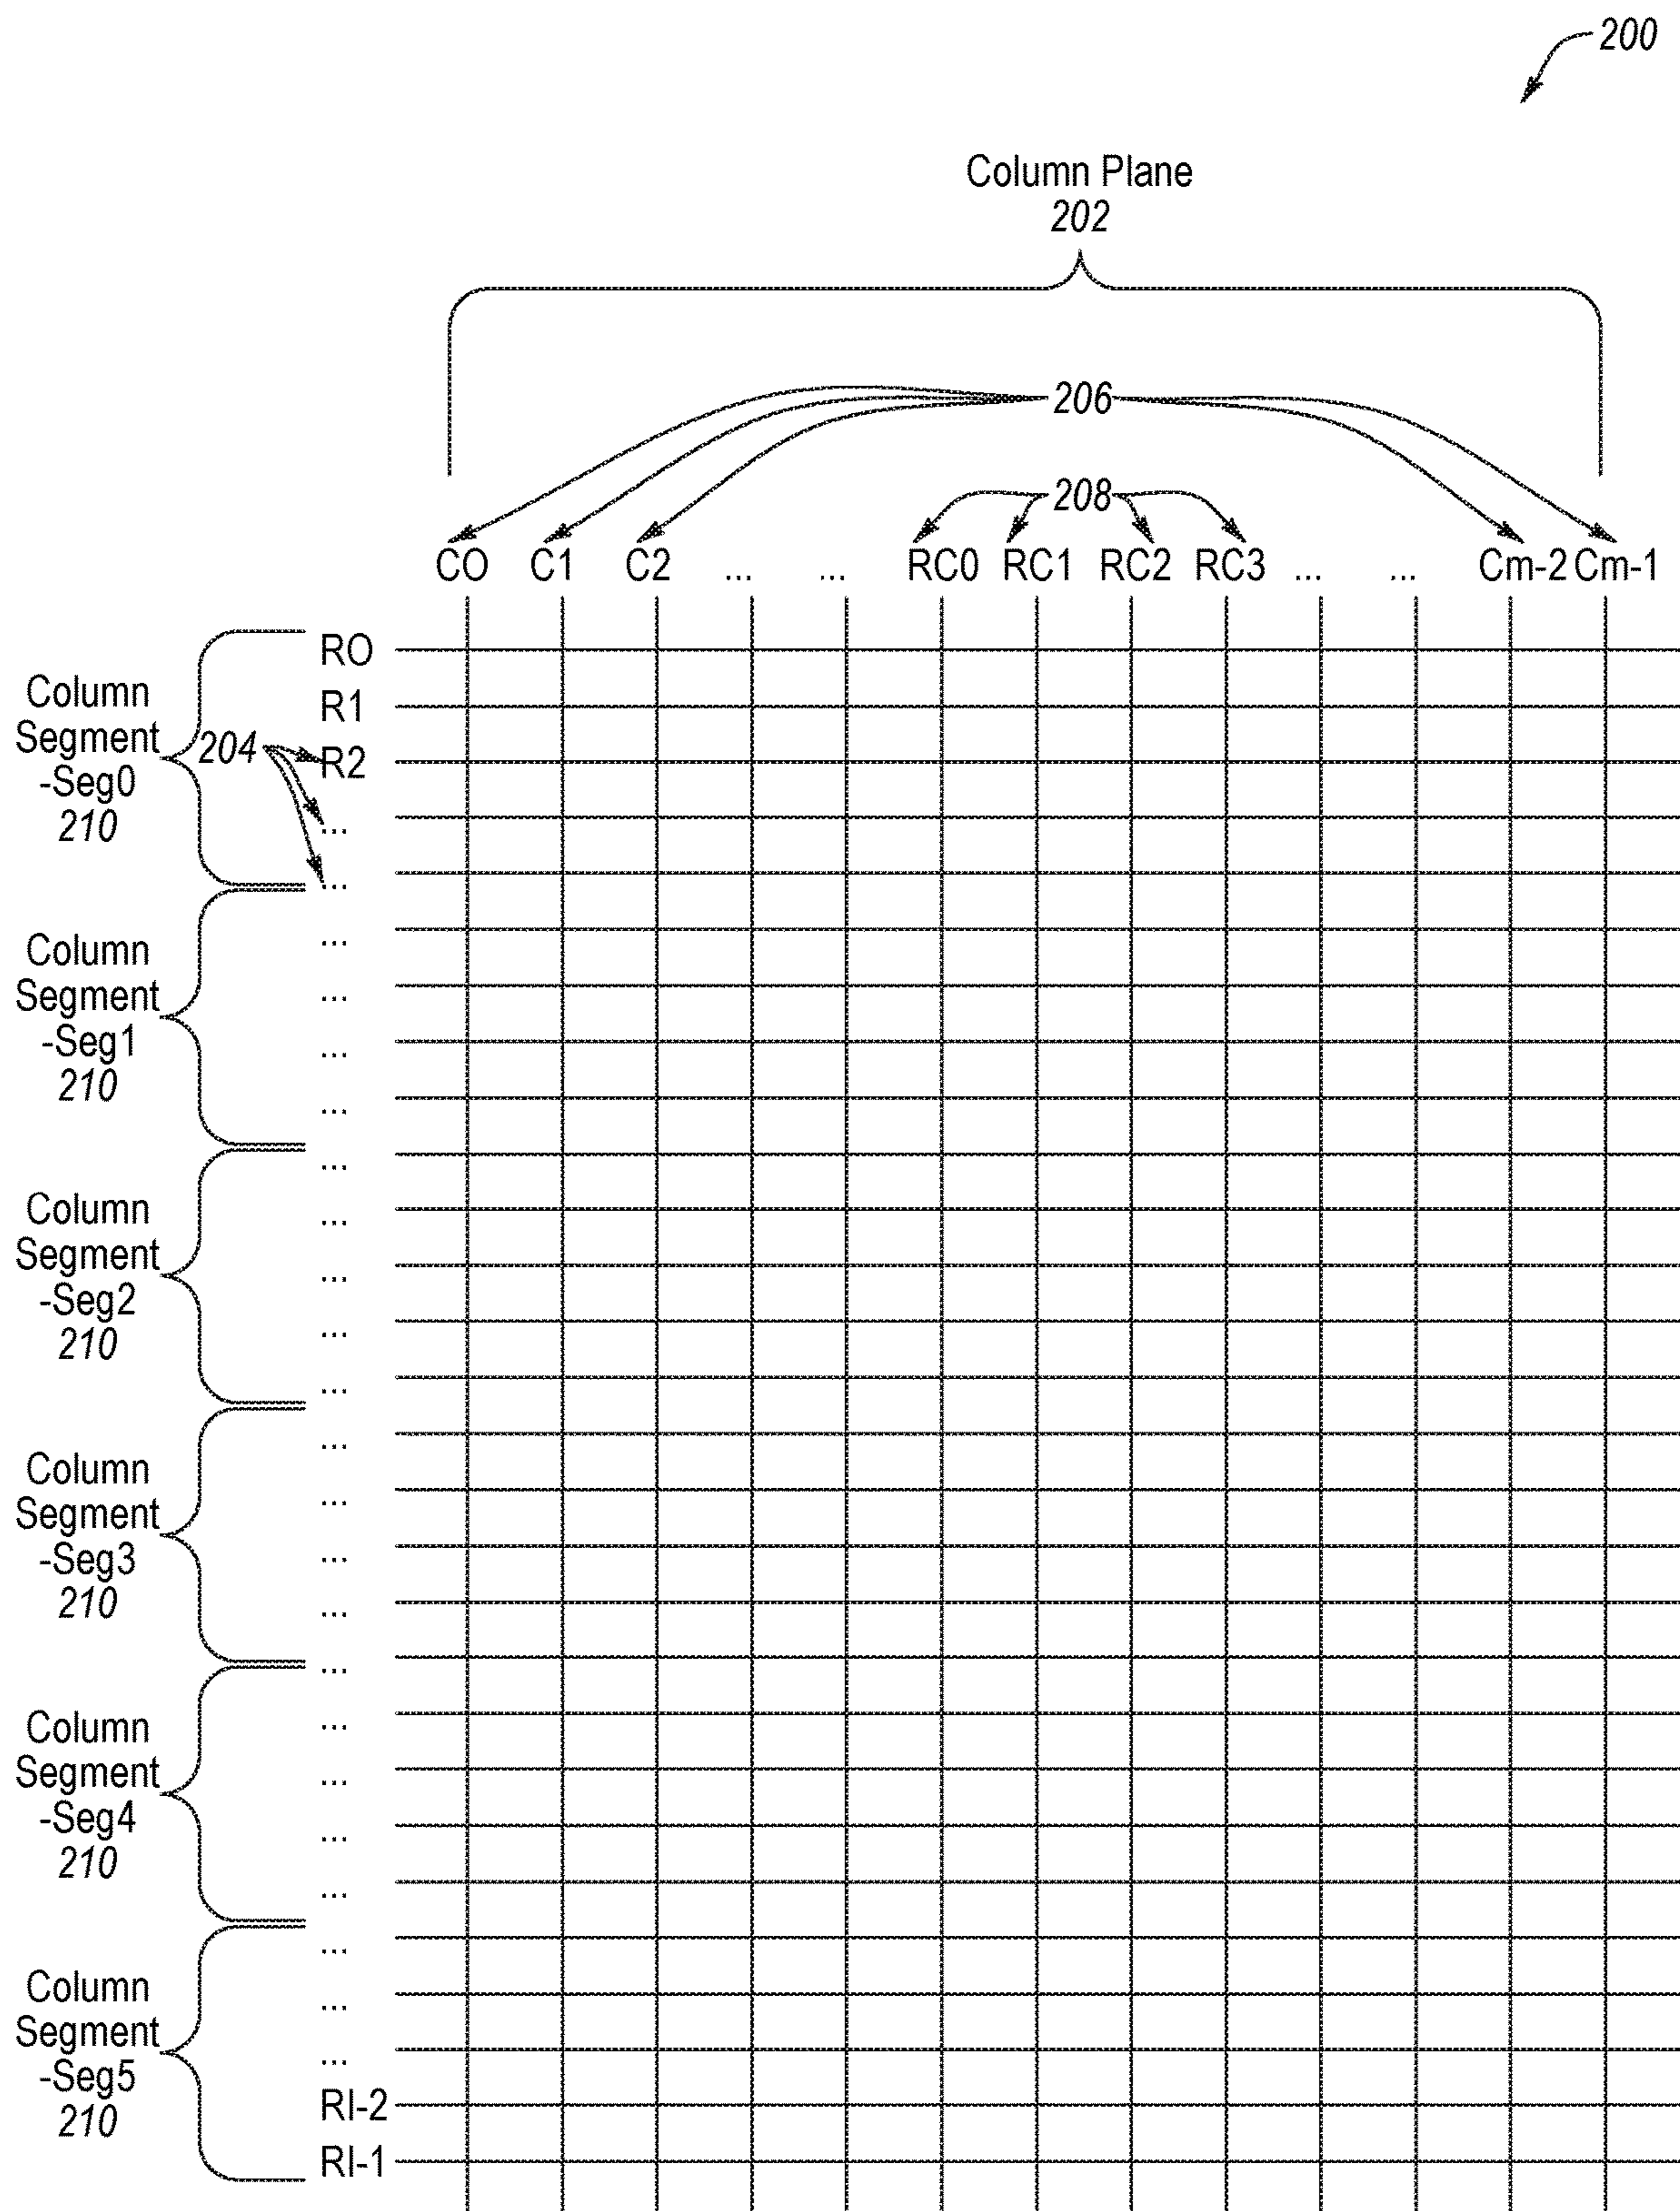 200
Column Plane
202
206
208
CO C1 C2 ... ... RC0 RC1 RC2 RC3 ... ... Cm-2 Cm-1
Column
Segment
-Seg0
210
204
RO
R1
R2
...
...
Column
Segment
-Seg1
210
...
...
...
...
Column
Segment
-Seg2
210
...
...
...
...
...
Column
Segment
-Seg3
210
...
...
...
...
Column
Segment
-Seg4
210
...
...
...
...
...
Column
Segment
-Seg5
210
...
...
...
RI-2
RI-1